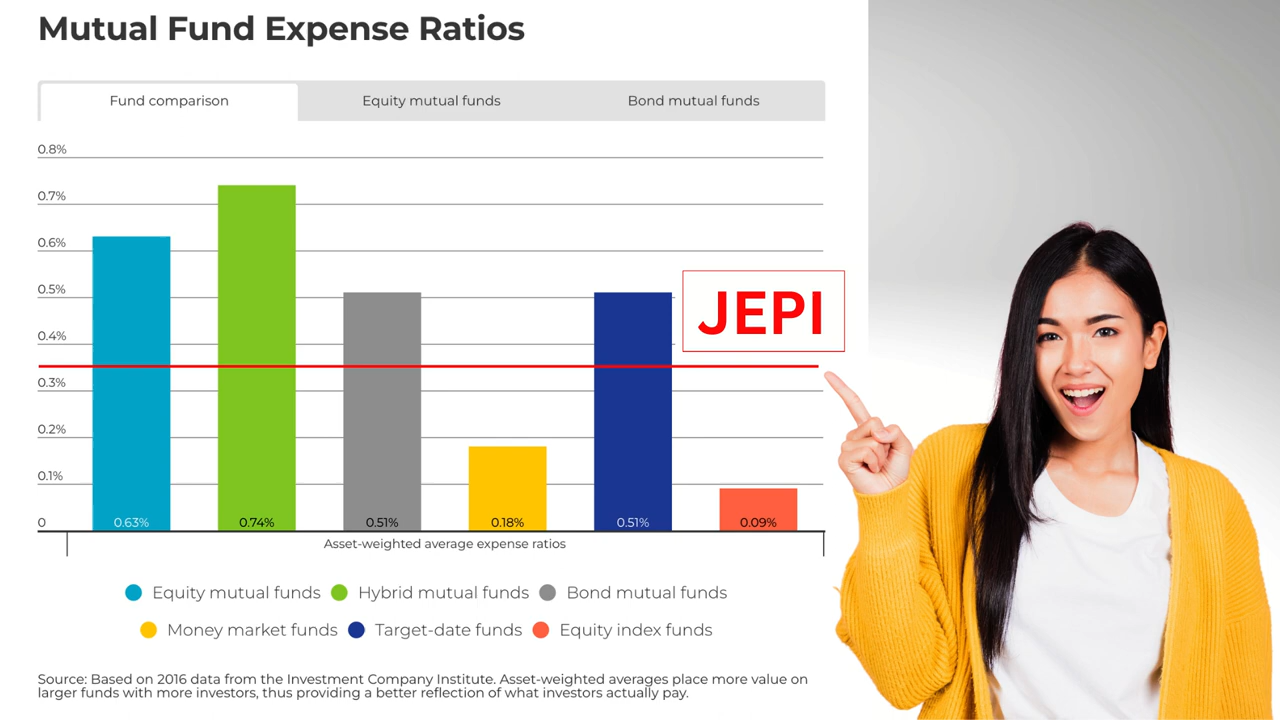 Mutual Fund Expense Ratios
Fund comparison
Equity mutual funds
Bond mutual funds
0.8%
0.7%
0.6%
0.5%
0.4%
0.3%
0.2%
0.1%
0
JEPI
0.63%
0.74%
0.51%
0.18%
0.51%
0.09%
Asset-weighted average expense ratios
Equity mutual funds
Hybrid mutual funds
Bond mutual funds
Money market funds
Target-date funds
Equity index funds
Source: Based on 2016 data from the Investment Company Institute. Asset-weighted averages place more value on
larger funds with more investors, thus providing a better reflection of what investors actually pay.